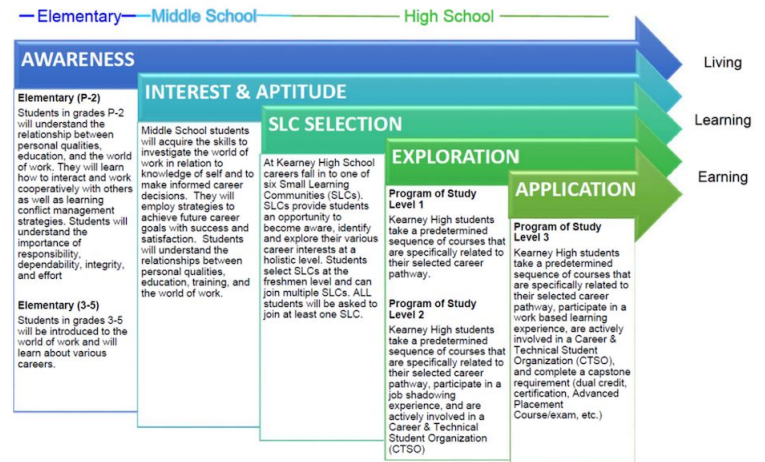 Elementary
Middle School
High School
AWARENESS
Elementary (P-2)
Students in grades P-2
will understand the
relationship between
personal qualities,
education, and the world
of work. They will learn
how to interact and work
cooperatively with others
as well as learning
conflict management
strategies. Students will
understand the
importance of
responsibility,
dependability, integrity,
and effort
Elementary (3-5)
Students in grades 3-5
will be introduced to the
world of work and will
learn about various
careers.
INTEREST & APTITUDE
Middle School students
will acquire the skills to
investigate the world of
work in relation to
knowledge of self and to
make informed career
decisions. They will
employ strategies to
achieve future career
goals with success and
satisfaction. Students
will understand the
relationships between
personal qualities,
education, training, and
the world of work.
SLC SELECTION
At Kearney High School
careers fall in to one of
six Small Learning
Communities (SLCs).
SLCs provide students
an opportunity to
become aware, identify
and explore their various
career interests at a
holistic level. Students
select SLCs at the
freshmen level and can
join multiple SLCs. ALL
students will be asked to
join at least one SLC.
EXPLORATION
Program of Study
Level 1
Kearney High students
take a predetermined
sequence of courses that
are specifically related to
their selected career
pathway.
Program of Study
Level 2
Kearney High students
take a predetermined
sequence of courses that
are specifically related to
their selected career
pathway, participate in a
job shadowing
experience, and are
actively involved in a
Career & Technical
Student Organization
(CTSO)
APPLICATION
Program of Study
Level 3
Kearney High students
take a predetermined
sequence of courses that
are specifically related to
their selected career
pathway, participate in a
work based learning
experience, are actively
involved in a Career &
Technical Student
Organization (CTSO),
and complete a capstone
requirement (dual credit,
certification, Advanced
Placement
Course/exam, etc.)
Living
Learning
Earning